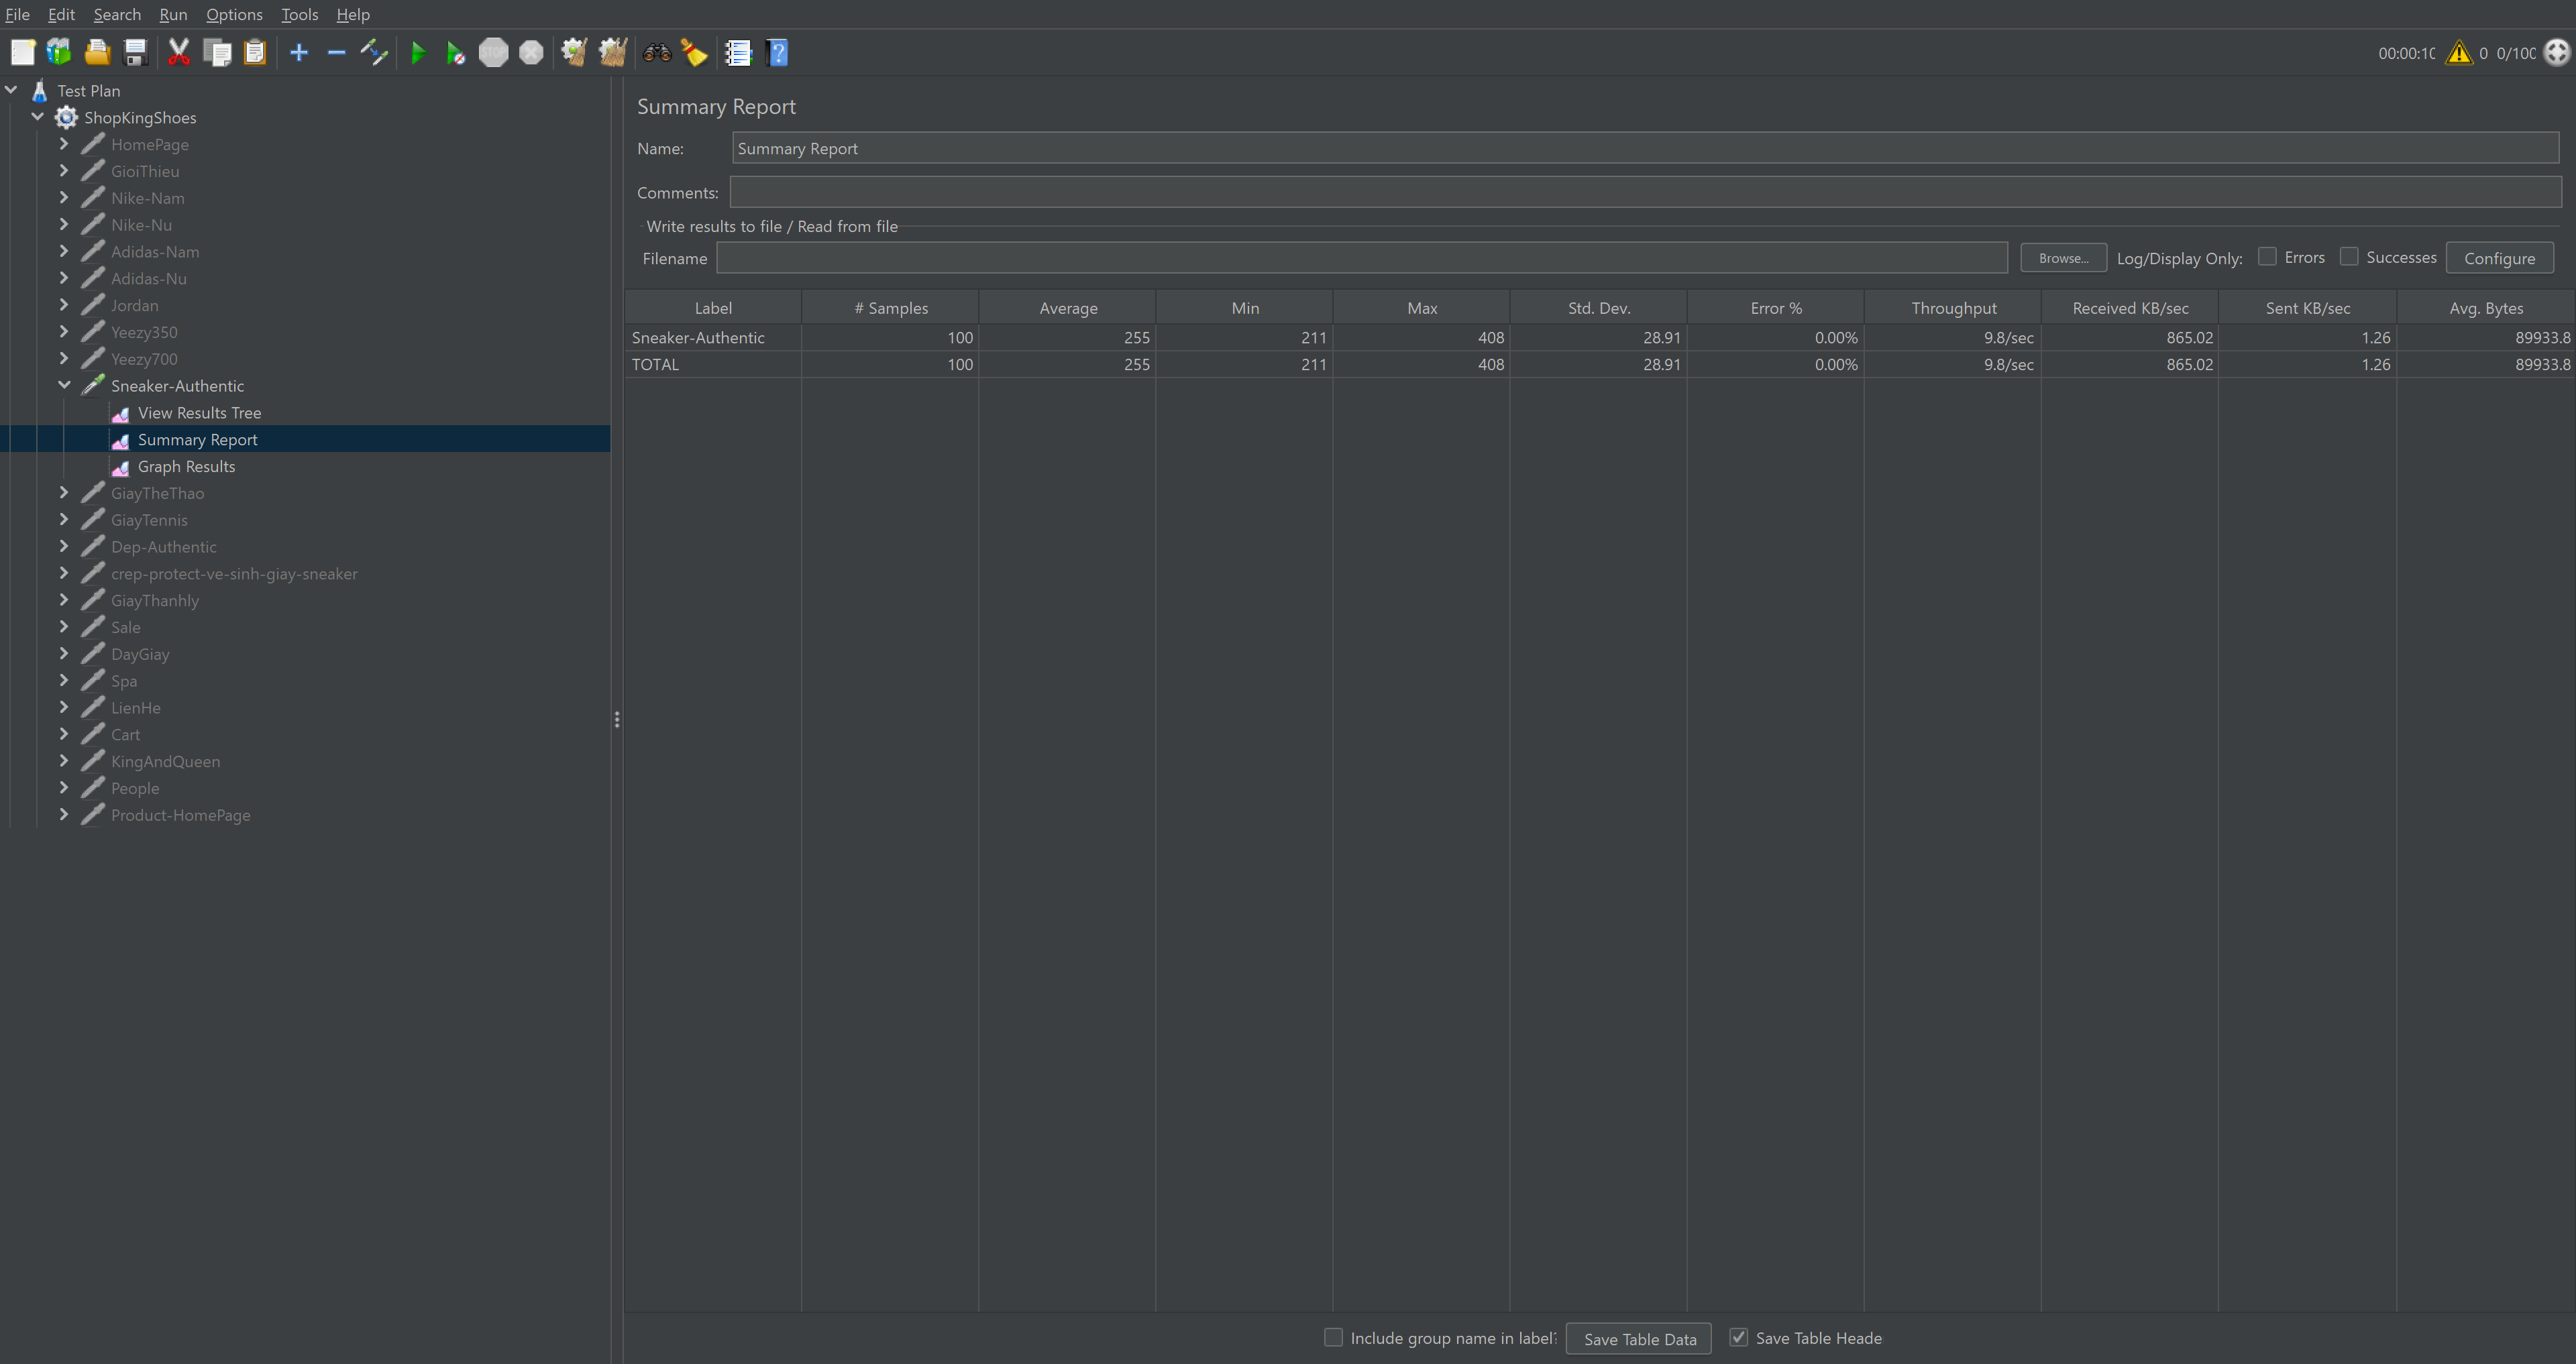 File Edit Search Run Options Tools Help
STOP
00:00:10 0 0/100
Test Plan
ShopKingShoes
HomePage
GioiThieu
Nike-Nam
Nike-Nu
Adidas-Nam
Adidas-Nu
Jordan
Yeezy350
Yeezy700
Sneaker-Authentic
View Results Tree
Summary Report
Graph Results
GiayTheThao
GiayTennis
Dep-Authentic
crep-protect-ve-sinh-giay-sneaker
GiayThanhly
Sale
DayGiay
Spa
LienHe
Cart
KingAndQueen
People
Product-HomePage
Summary Report
Name: Summary Report
Comments:
Write results to file / Read from file
Filename Browse... Log/Display Only: Errors Successes Configure
Label # Samples Average Min Max Std. Dev. Error % Throughput Received KB/sec Sent KB/sec Avg. Bytes
Sneaker-Authentic 100 255 211 408 28.91 0.00% 9.8/sec 865.02 1.26 89933.8
TOTAL 100 255 211 408 28.91 0.00% 9.8/sec 865.02 1.26 89933.8
Include group name in label? Save Table Data Save Table Heade